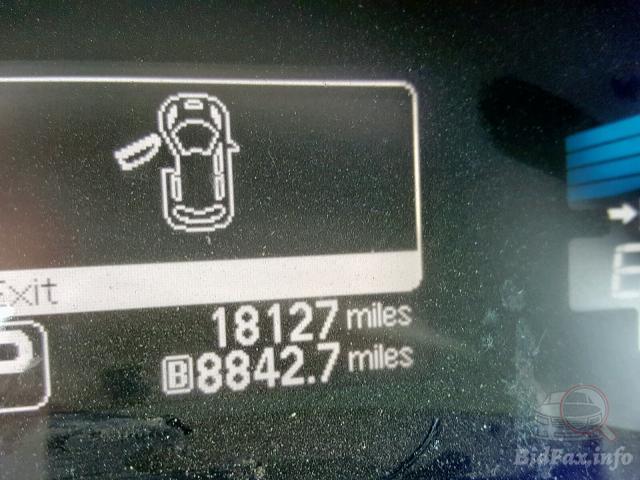 Exit
18127 miles
B 8842.7 miles
BidFax.info